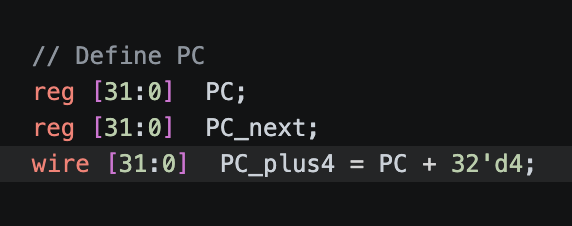 // Define PC
reg [31:0]  PC;
reg [31:0]  PC_next;
wire [31:0]  PC_plus4 = PC + 32'd4;